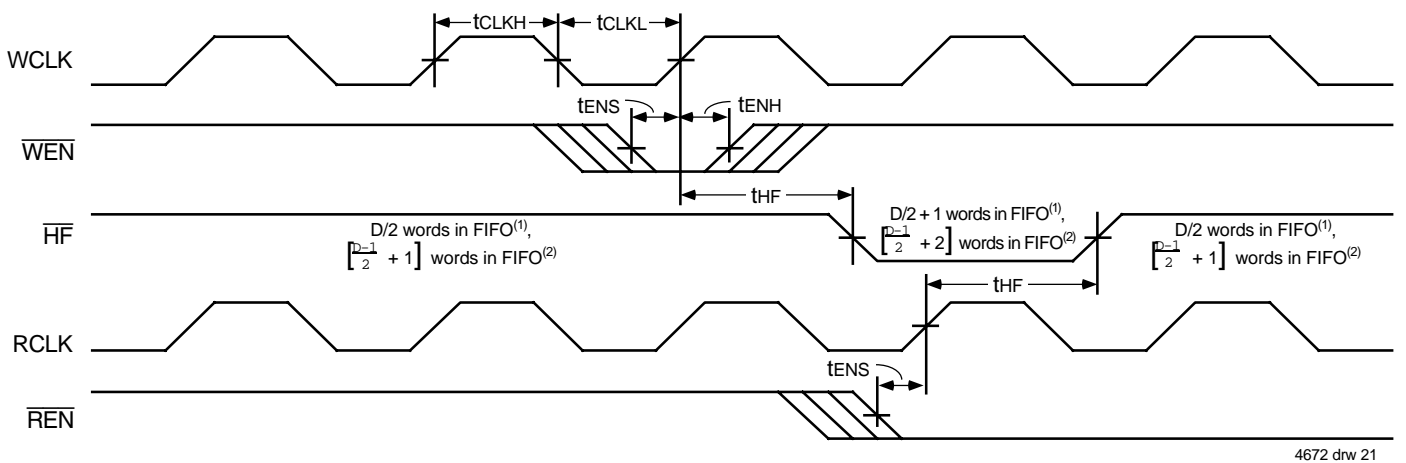 tCLKH
tCLKL
WCLK
tENS
tENH
WEN
tHF
HF
D/2 words in FIFO(1),
[D-1/2 + 1] words in FIFO(2)
D/2 + 1 words in FIFO(1),
[D-1/2 + 2] words in FIFO(2)
D/2 words in FIFO(1),
[D-1/2 + 1] words in FIFO(2)
tHF
RCLK
tENS
REN
4672 drw 21